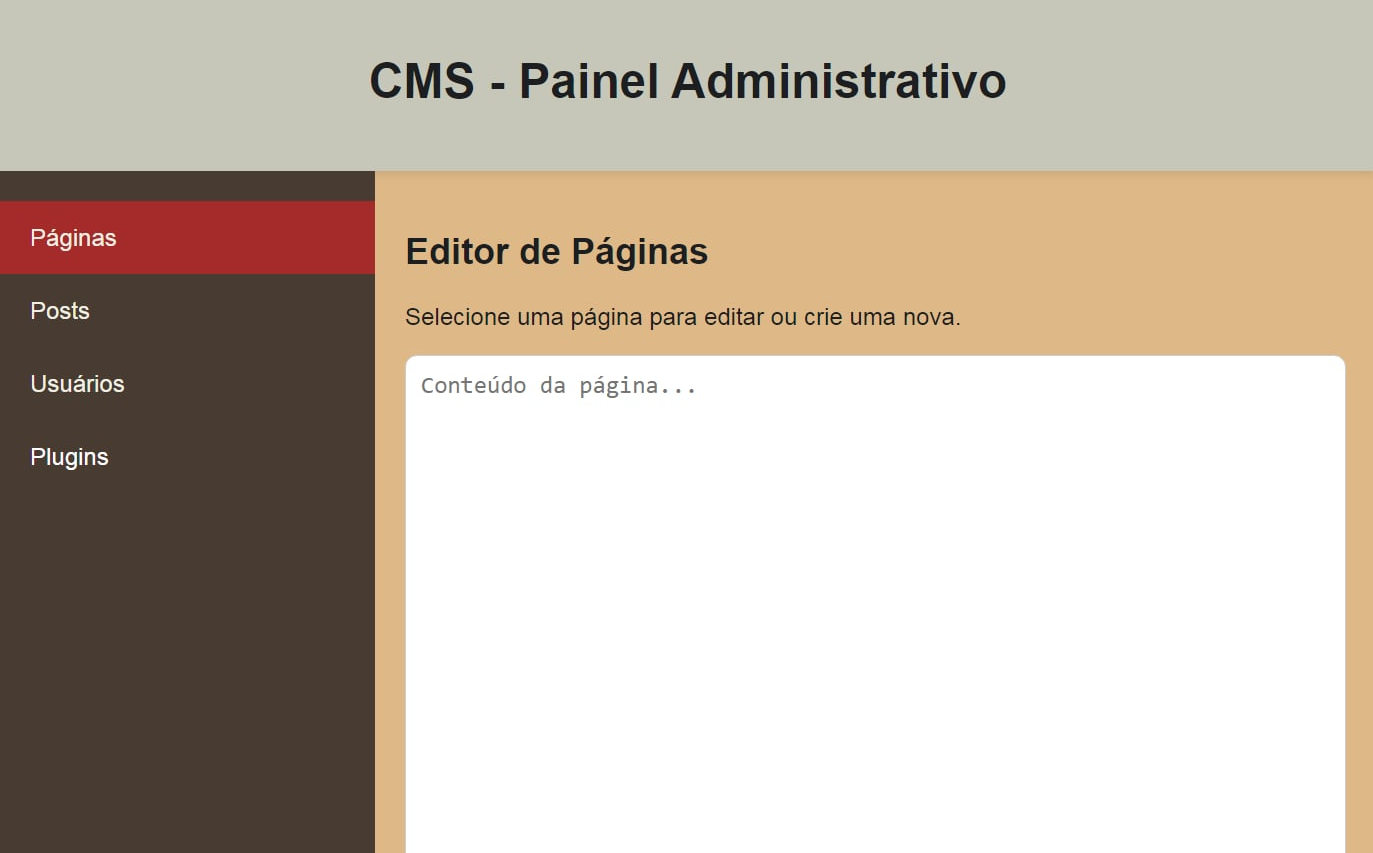 CMS - Painel Administrativo
Páginas
Posts
Usuários
Plugins
Editor de Páginas
Selecione uma página para editar ou crie uma nova.
Conteúdo da página...